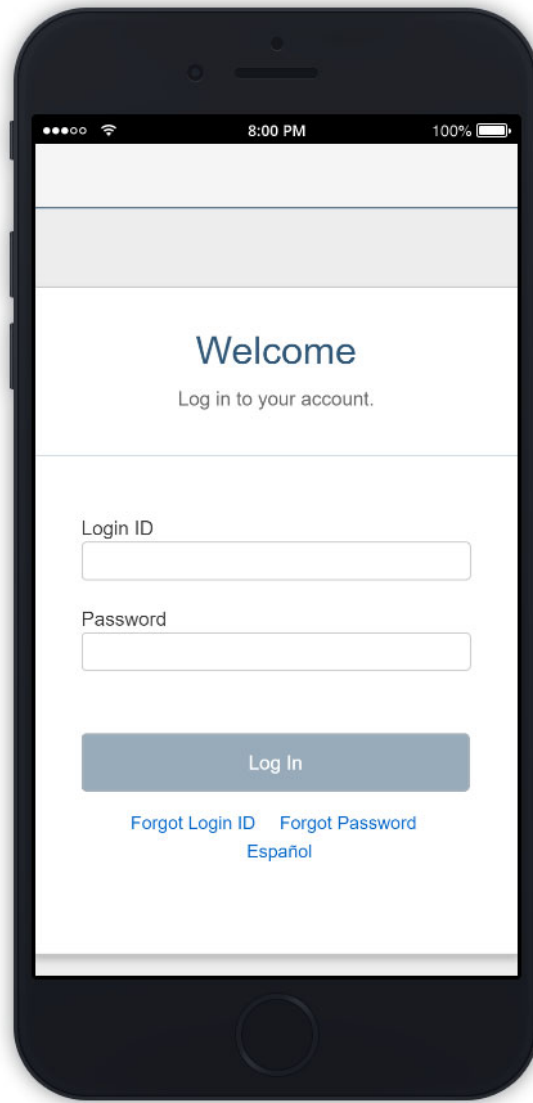 8:00 PM 100%
Welcome
Log in to your account.
Login ID
Password
Log In
Forgot Login ID Forgot Password
Español